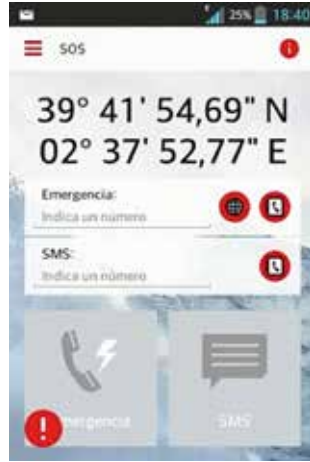 25% 18:40
SOS
39° 41' 54,69" N
02° 37' 52,77" E
Emergencia:
Indica un número
SMS:
Indica un número
Emergencia
SMS